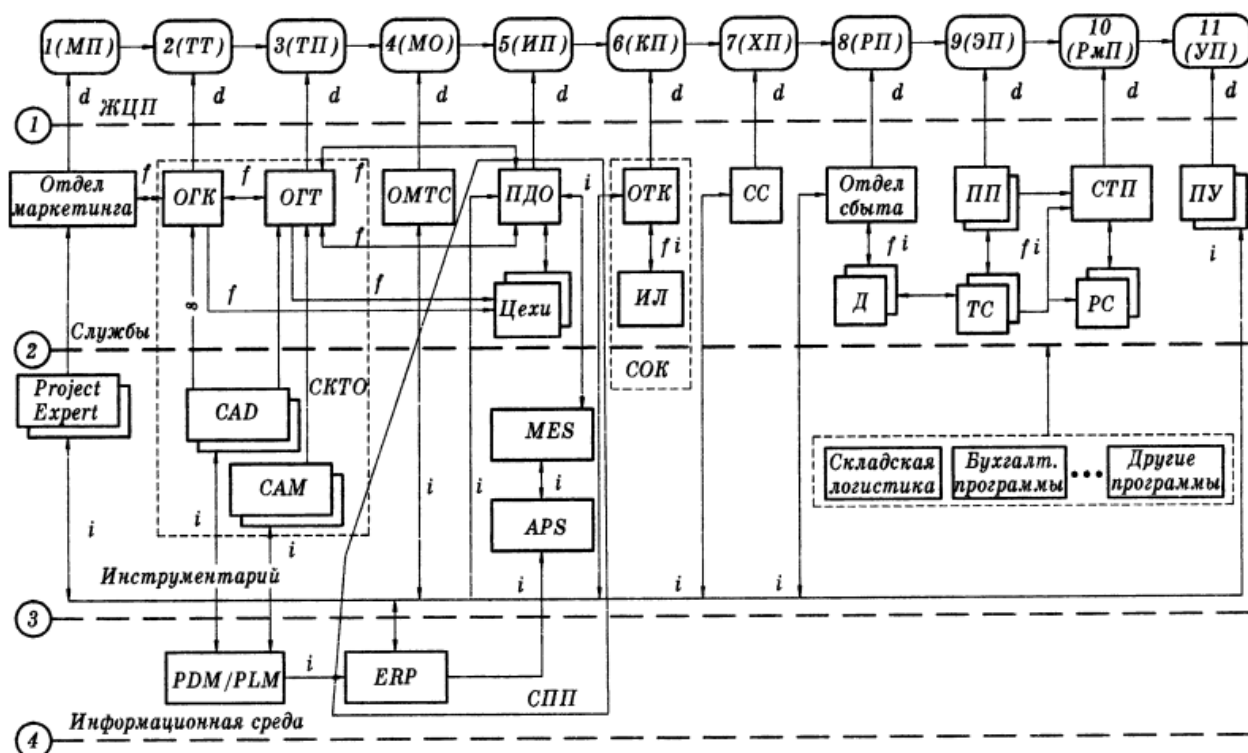 1(МП)
2(ТТ)
3(ТП)
4(МО)
5(ИП)
6(КП)
7(ХП)
8(РП)
9(ЭП)
10
(РмП)
11
(УП)
d
d
d
d
d
d
d
d
d
d
d
1
ЖЦП
Отдел
маркетинга
f
ОГК
f
ОГТ
f
ОМТС
ПДО
i
ОТК
СС
Отдел
сбыта
ПП
СТП
ПУ
f
f i
f i
f i
i
s
f
f
Цехи
ИЛ
Д
ТС
РС
2
Службы
СКТО
СОК
Project
Expert
CAD
MES
Складская
логистика
Бухгалт.
программы
•••
Другие
программы
CAM
i
i
i
APS
i
i
i
Инструментарий
i
i
i
i
3
PDM/PLM
i
ERP
СПП
4
Информационная среда